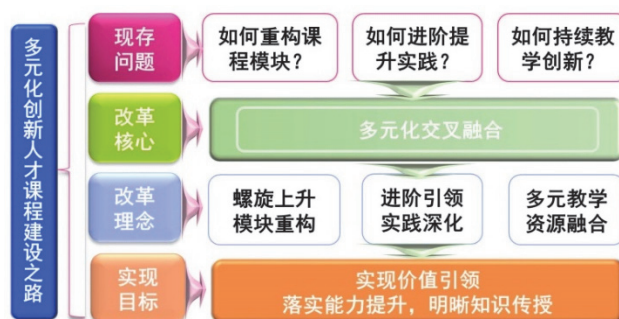 多元化创新人才课程建设之路
现存
问题
如何重构课
程模块？
如何进阶提
升实践？
如何持续教
学创新？
改革
核心
多元化交叉融合
改革
理念
螺旋上升
模块重构
进阶引领
实践深化
多元教学
资源融合
实现
目标
实现价值引领
落实能力提升，明晰知识传授